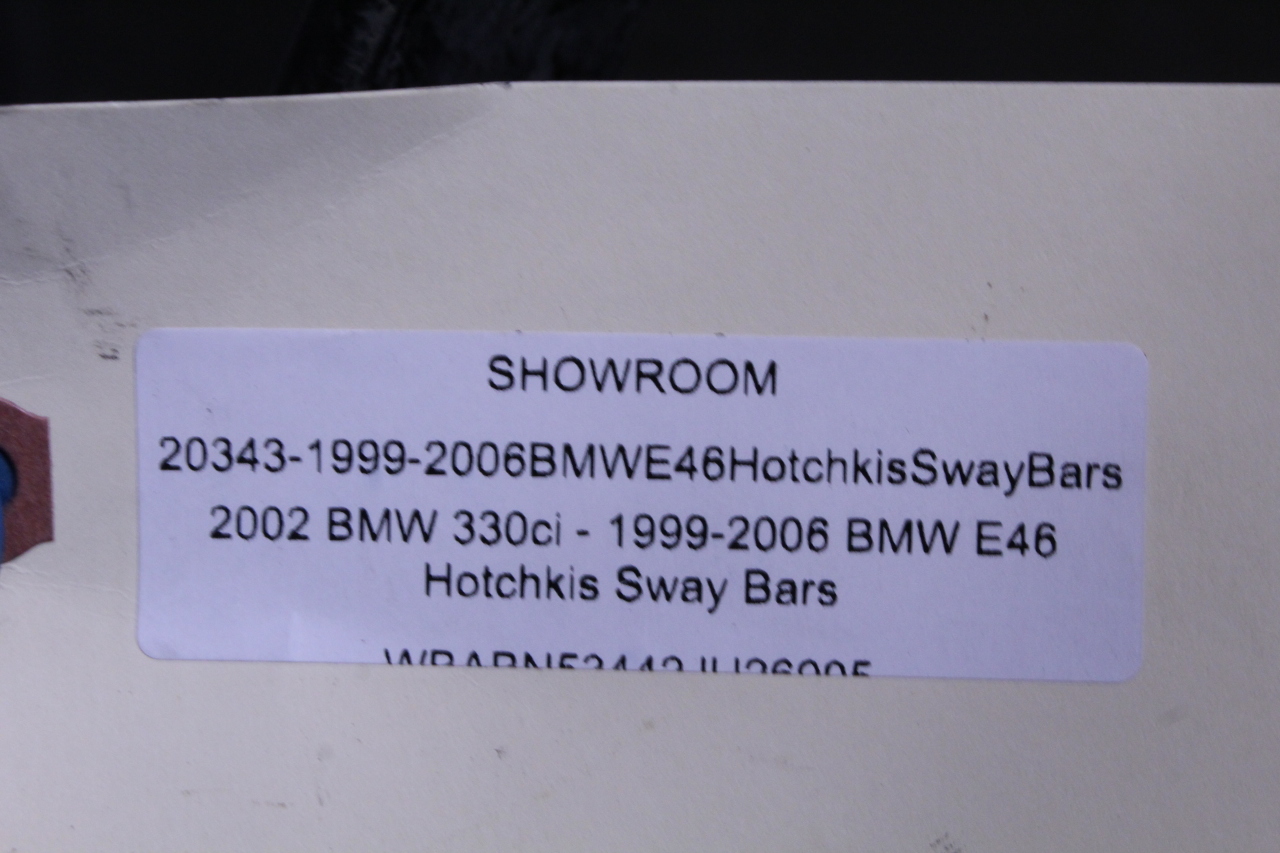 SHOWROOM
20343-1999-2006BMWE46HotchkisSwayBars
2002 BMW 330ci - 1999-2006 BMW E46
Hotchkis Sway Bars